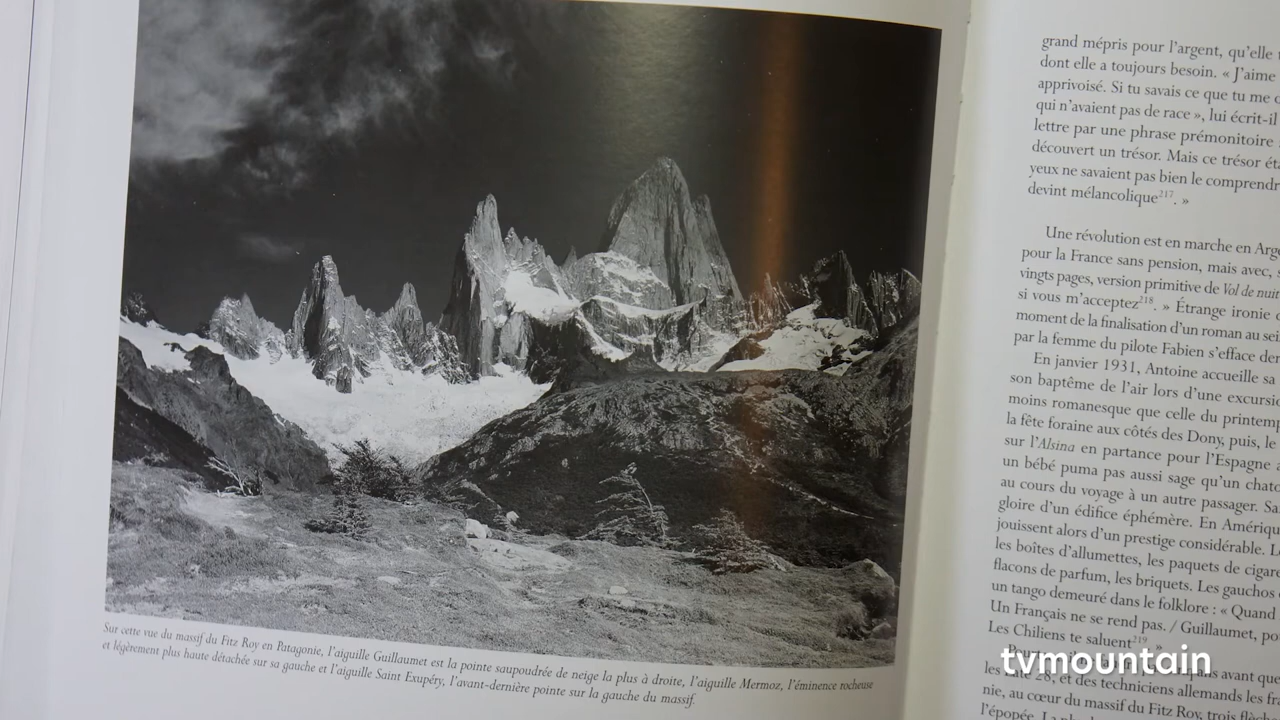 Sur cette vue du massif du Fitz Roy en Patagonie, l'aiguille Guillaumet est la pointe saupoudrée de neige la plus à droite, l'aiguille Mermoz, l'éminence rocheuse
et légèrement plus haute détachée sur sa gauche et l'aiguille Saint Exupéry, l'avant-dernière pointe sur la gauche du massif.
grand mépris pour l'argent, qu'elle
dont elle a toujours besoin. « J'aime
apprivoisé. Si tu savais ce que tu me
qui n'avaient pas de race », lui écrit-il
lettre par une phrase prémonitoire :
découvert un trésor. Mais ce trésor
yeux ne savaient pas bien le comprendre
devint mélancolique217. »
Une révolution est en marche en
pour la France sans pension, mais avec,
vingts pages, version primitive de Vol de nuit
si vous m'acceptez218. » Étrange ironie
moment de la finalisation d'un roman au
par la femme du pilote Fabien s'efface
En janvier 1931, Antoine accueille sa
son baptême de l'air lors d'une
moins romanesque que celle du
la fête foraine aux côtés des Dony, puis, le
sur l'Alsina en partance pour l'Espagne
un bébé puma pas aussi sage qu'un
au cours du voyage à un autre passager.
gloire d'un édifice éphémère. En
jouissent alors d'un prestige considérable.
les boîtes d'allumettes, les paquets de
flacons de parfum, les briquets. Les gauchos
un tango demeuré dans le folklore : « Quand
Un Français ne se rend pas. / Guillaumet,
Les Chiliens te saluent219. »
tvmountain
et des techniciens allemands les
nie, au cœur du massif du Fitz Roy, trois
l'épopée. La